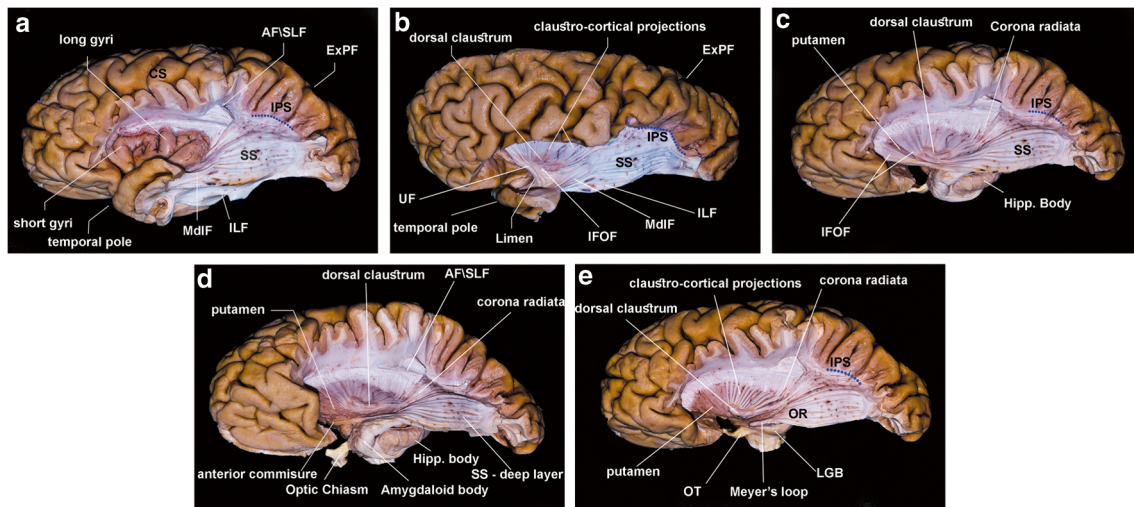 a
long gyri
AF\SLF
ExPF
CS
IPS
SS
short gyri
temporal pole
MdlF
ILF
b
dorsal claustrum
claustro-cortical projections
ExPF
IPS
SS
UF
temporal pole
Limen
IFOF
MdlF
ILF
c
putamen
dorsal claustrum
Corona radiata
IPS
SS
Hipp. Body
IFOF
d
dorsal claustrum
AF\SLF
putamen
corona radiata
anterior commisure
Optic Chiasm
Amygdaloid body
Hipp. body
SS - deep layer
e
claustro-cortical projections
corona radiata
dorsal claustrum
IPS
OR
putamen
OT
Meyer's loop
LGB